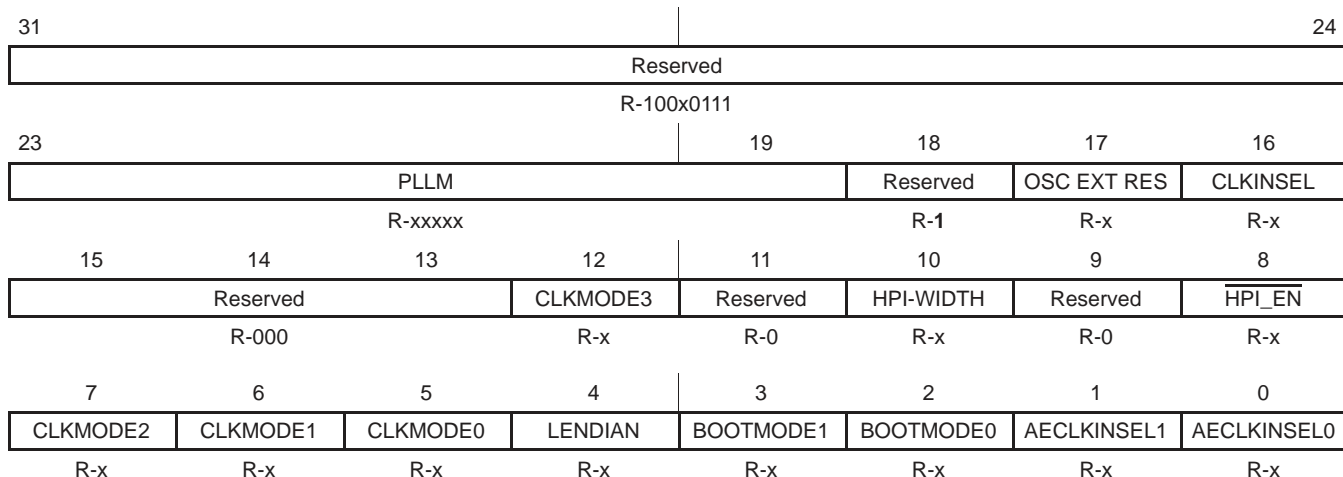 31 24
Reserved
R-100x0111
23 19 18 17 16
PLLM Reserved OSC EXT RES CLKINSEL
R-xxxxx R-1 R-x R-x
15 14 13 12 11 10 9 8
Reserved CLKMODE3 Reserved HPI-WIDTH Reserved HPI_EN
R-000 R-x R-0 R-x R-0 R-x
7 6 5 4 3 2 1 0
CLKMODE2 CLKMODE1 CLKMODE0 LENDIAN BOOTMODE1 BOOTMODE0 AECLKINSEL1 AECLKINSEL0
R-x R-x R-x R-x R-x R-x R-x R-x